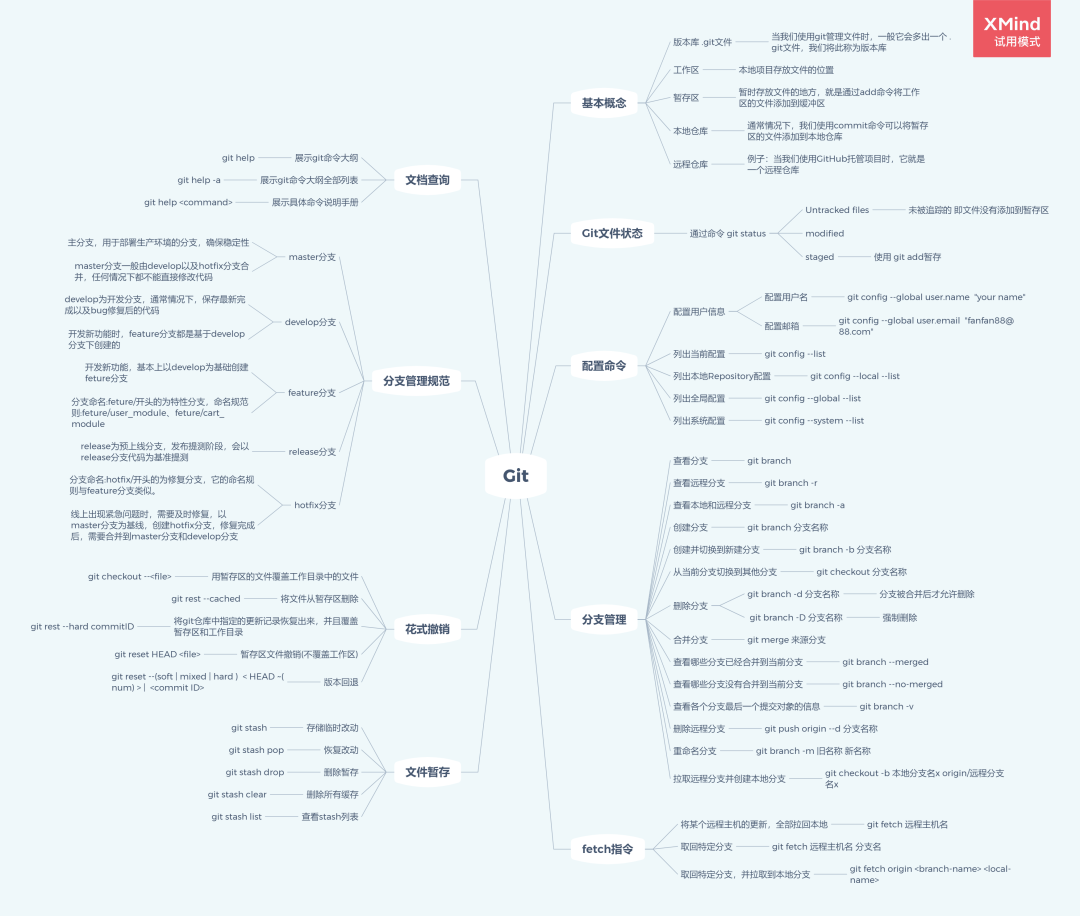 XMind
试用模式
Git
基本概念
版本库 .git文件
当我们使用git管理文件时，一般它会多出一个 .
git文件，我们将此称为版本库
工作区
本地项目存放文件的位置
暂存区
暂时存放文件的地方，就是通过add命令将工作
区的文件添加到缓冲区
本地仓库
通常情况下，我们使用commit命令可以将暂存
区的文件添加到本地仓库
远程仓库
例子：当我们使用GitHub托管项目时，它就是
一个远程仓库
Git文件状态
通过命令 git status
Untracked files
未被追踪的 即文件没有添加到暂存区
modified
staged
使用 git add暂存
配置命令
配置用户信息
配置用户名
git config --global user.name "your name"
配置邮箱
git config --global user.email "fanfan88@
88.com"
列出当前配置
git config --list
列出本地Repository配置
git config --local --list
列出全局配置
git config --global --list
列出系统配置
git config --system --list
分支管理
查看分支
git branch
查看远程分支
git branch -r
查看本地和远程分支
git branch -a
创建分支
git branch 分支名称
创建并切换到新建分支
git branch -b 分支名称
从当前分支切换到其他分支
git checkout 分支名称
删除分支
git branch -d 分支名称
分支被合并后才允许删除
git branch -D 分支名称
强制删除
合并分支
git merge 来源分支
查看哪些分支已经合并到当前分支
git branch --merged
查看哪些分支没有合并到当前分支
git branch --no-merged
查看各个分支最后一个提交对象的信息
git branch -v
删除远程分支
git push origin --d 分支名称
重命名分支
git branch -m 旧名称 新名称
拉取远程分支并创建本地分支
git checkout -b 本地分支名x origin/远程分支
名x
fetch指令
将某个远程主机的更新，全部拉回本地
git fetch 远程主机名
取回特定分支
git fetch 远程主机名 分支名
取回特定分支，并拉取到本地分支
git fetch origin <branch-name> <local-
name>
文档查询
展示git命令大纲
git help
展示git命令大纲全部列表
git help -a
展示具体命令说明手册
git help <command>
分支管理规范
master分支
主分支，用于部署生产环境的分支，确保稳定性
master分支一般由develop以及hotfix分支合
并，任何情况下都不能直接修改代码
develop分支
develop为开发分支，通常情况下，保存最新完
成以及bug修复后的代码
开发新功能时，feature分支都是基于develop
分支下创建的
feature分支
开发新功能，基本上以develop为基础创建
feture分支
分支命名:feture/开头的为特性分支，命名规范
则:feture/user_module、feture/cart_
module
release分支
release为预上线分支，发布提测阶段，会以
release分支代码为基准提测
hotfix分支
分支命名:hotfix/开头的为修复分支，它的命名规
则与feature分支类似。
线上出现紧急问题时，需要及时修复，以
master分支为基线，创建hotfix分支，修复完成
后，需要合并到master分支和develop分支
花式撤销
用暂存区的文件覆盖工作目录中的文件
git checkout --<file>
将文件从暂存区删除
git rest --cached
将git仓库中指定的更新记录恢复出来，并且覆盖
暂存区和工作目录
git rest --hard commitID
暂存区文件撤销(不覆盖工作区)
git reset HEAD <file>
版本回退
git reset --(soft | mixed | hard ) < HEAD ~(
num) > | <commit ID>
文件暂存
存储临时改动
git stash
恢复改动
git stash pop
删除暂存
git stash drop
删除所有缓存
git stash clear
查看stash列表
git stash list